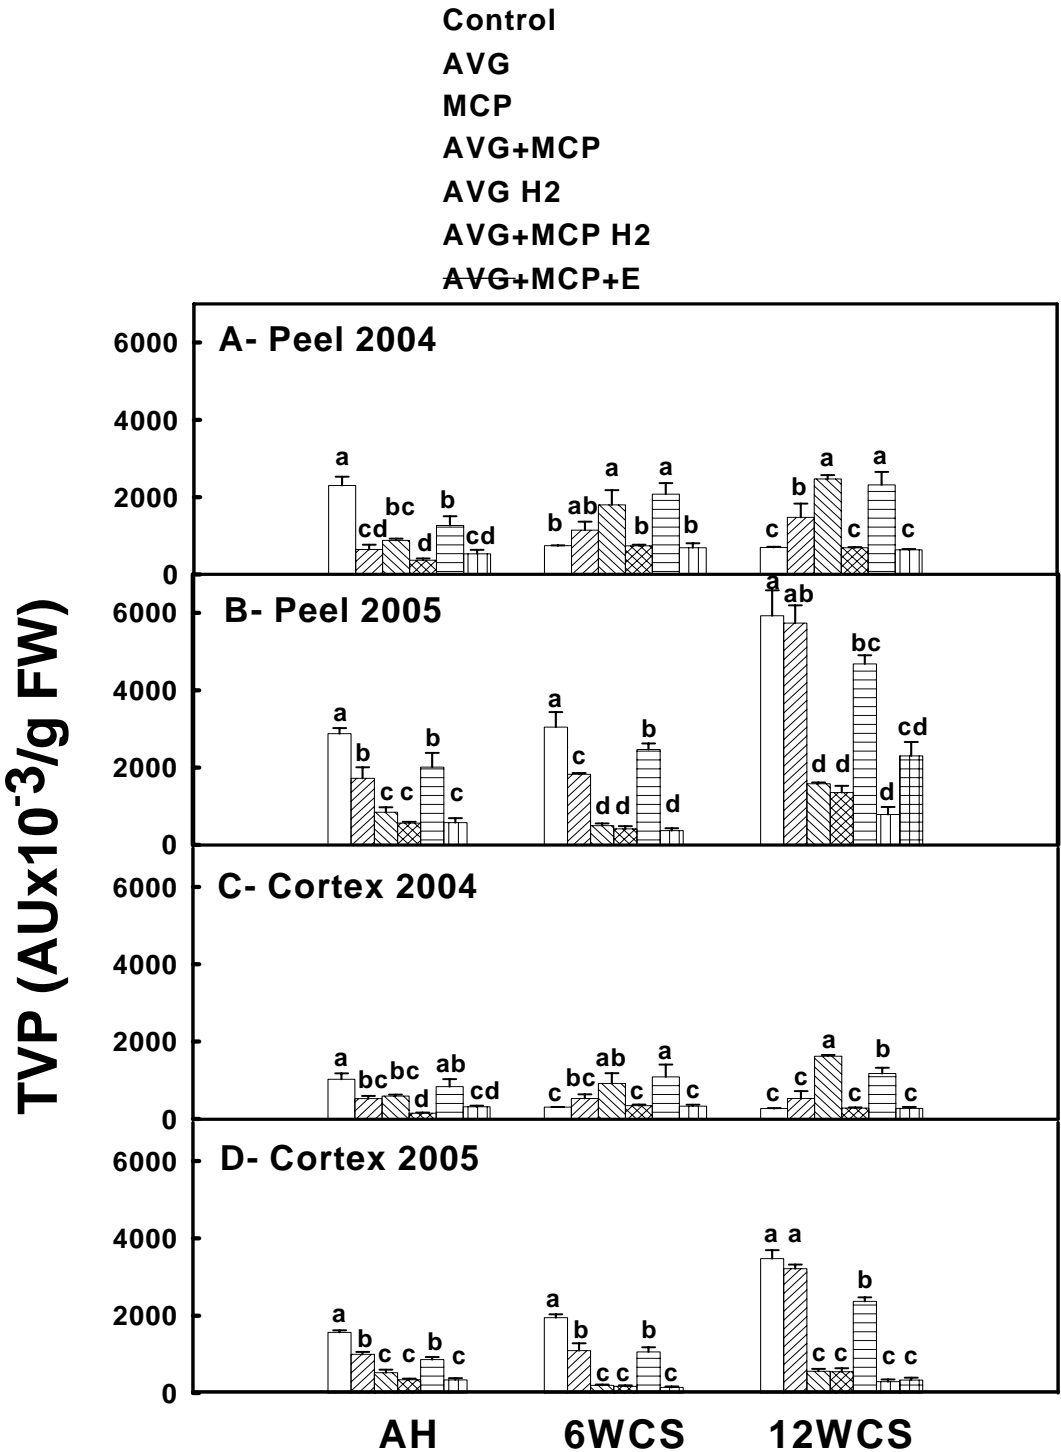 Control
AVG
MCP
AVG+MCP
AVG H2
AVG+MCP H2
AVG+MCP+E
TVP (AUx10-3/g FW)
A- Peel 2004
6000
4000
2000
0
a cd bc d b cd
b ab a b a b
c b a c a c
B- Peel 2005
6000
4000
2000
0
a b c c b c
a c d d b d
a ab d d bc d cd
C- Cortex 2004
6000
4000
2000
0
a bc bc d ab cd
c bc ab c a c
c c a c b c
D- Cortex 2005
6000
4000
2000
0
a b c c b c
a b c c b c
a a c c b c c
AH 6WCS 12WCS